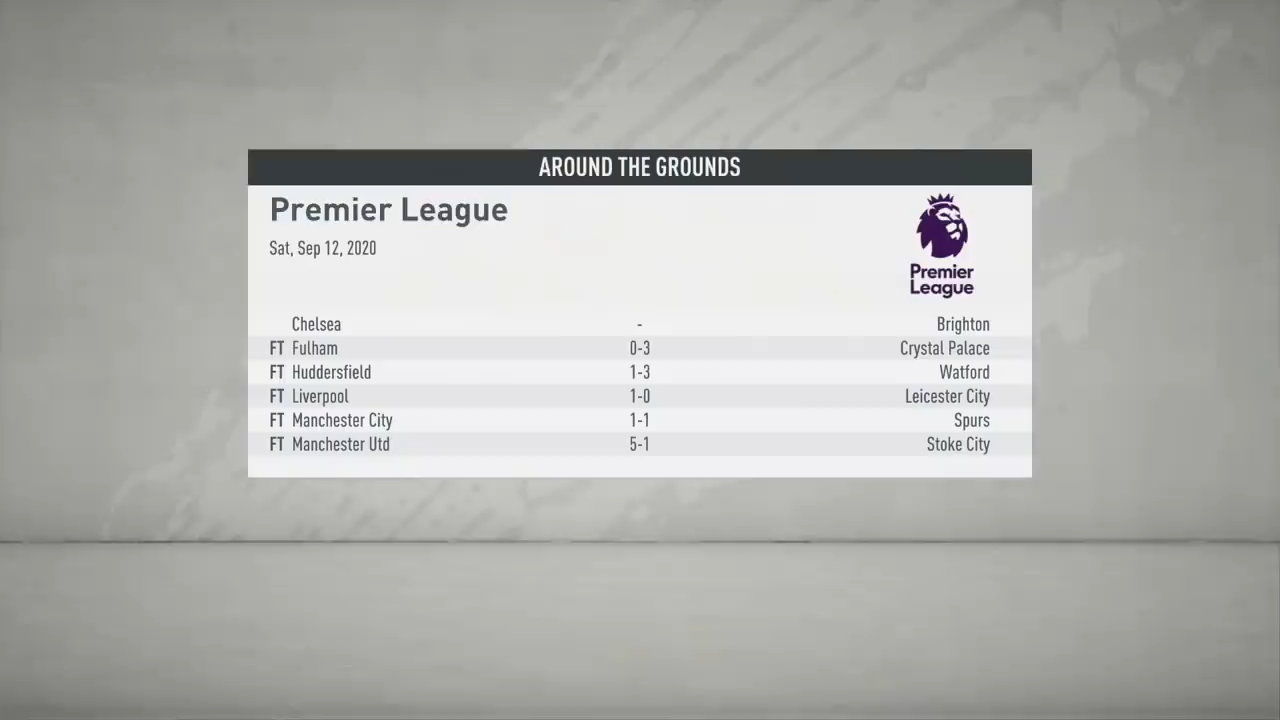 AROUND THE GROUNDS
Premier League
Sat, Sep 12, 2020
Premier
League
Chelsea - Brighton
FT Fulham 0-3 Crystal Palace
FT Huddersfield 1-3 Watford
FT Liverpool 1-0 Leicester City
FT Manchester City 1-1 Spurs
FT Manchester Utd 5-1 Stoke City